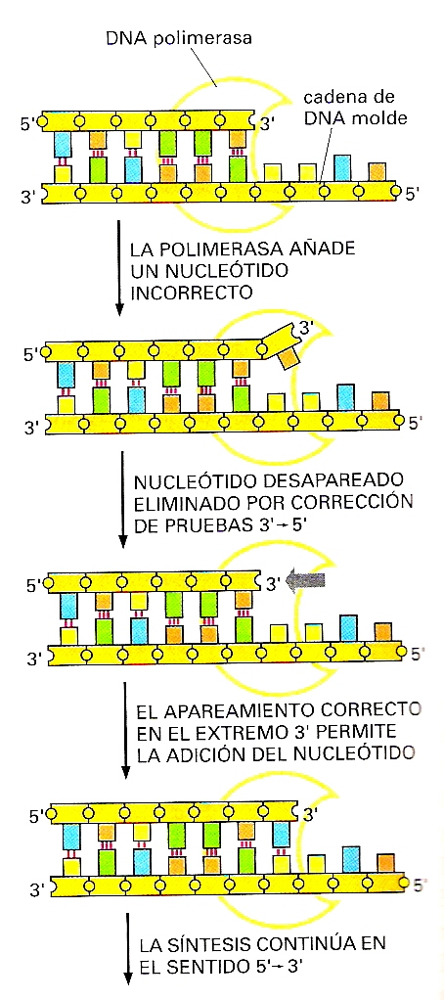 DNA polimerasa
cadena de
DNA molde
5' 3'
3' 5'
LA POLIMERASA AÑADE
UN NUCLEÓTIDO
INCORRECTO
3'
5'
3' 5'
NUCLEÓTIDO DESAPAREADO
ELIMINADO POR CORRECCIÓN
DE PRUEBAS 3'→5'
5' 3'
3' 5'
EL APAREAMIENTO CORRECTO
EN EL EXTREMO 3' PERMITE
LA ADICIÓN DEL NUCLEÓTIDO
5' 3'
3' 5'
LA SÍNTESIS CONTINÚA EN
EL SENTIDO 5'→3'